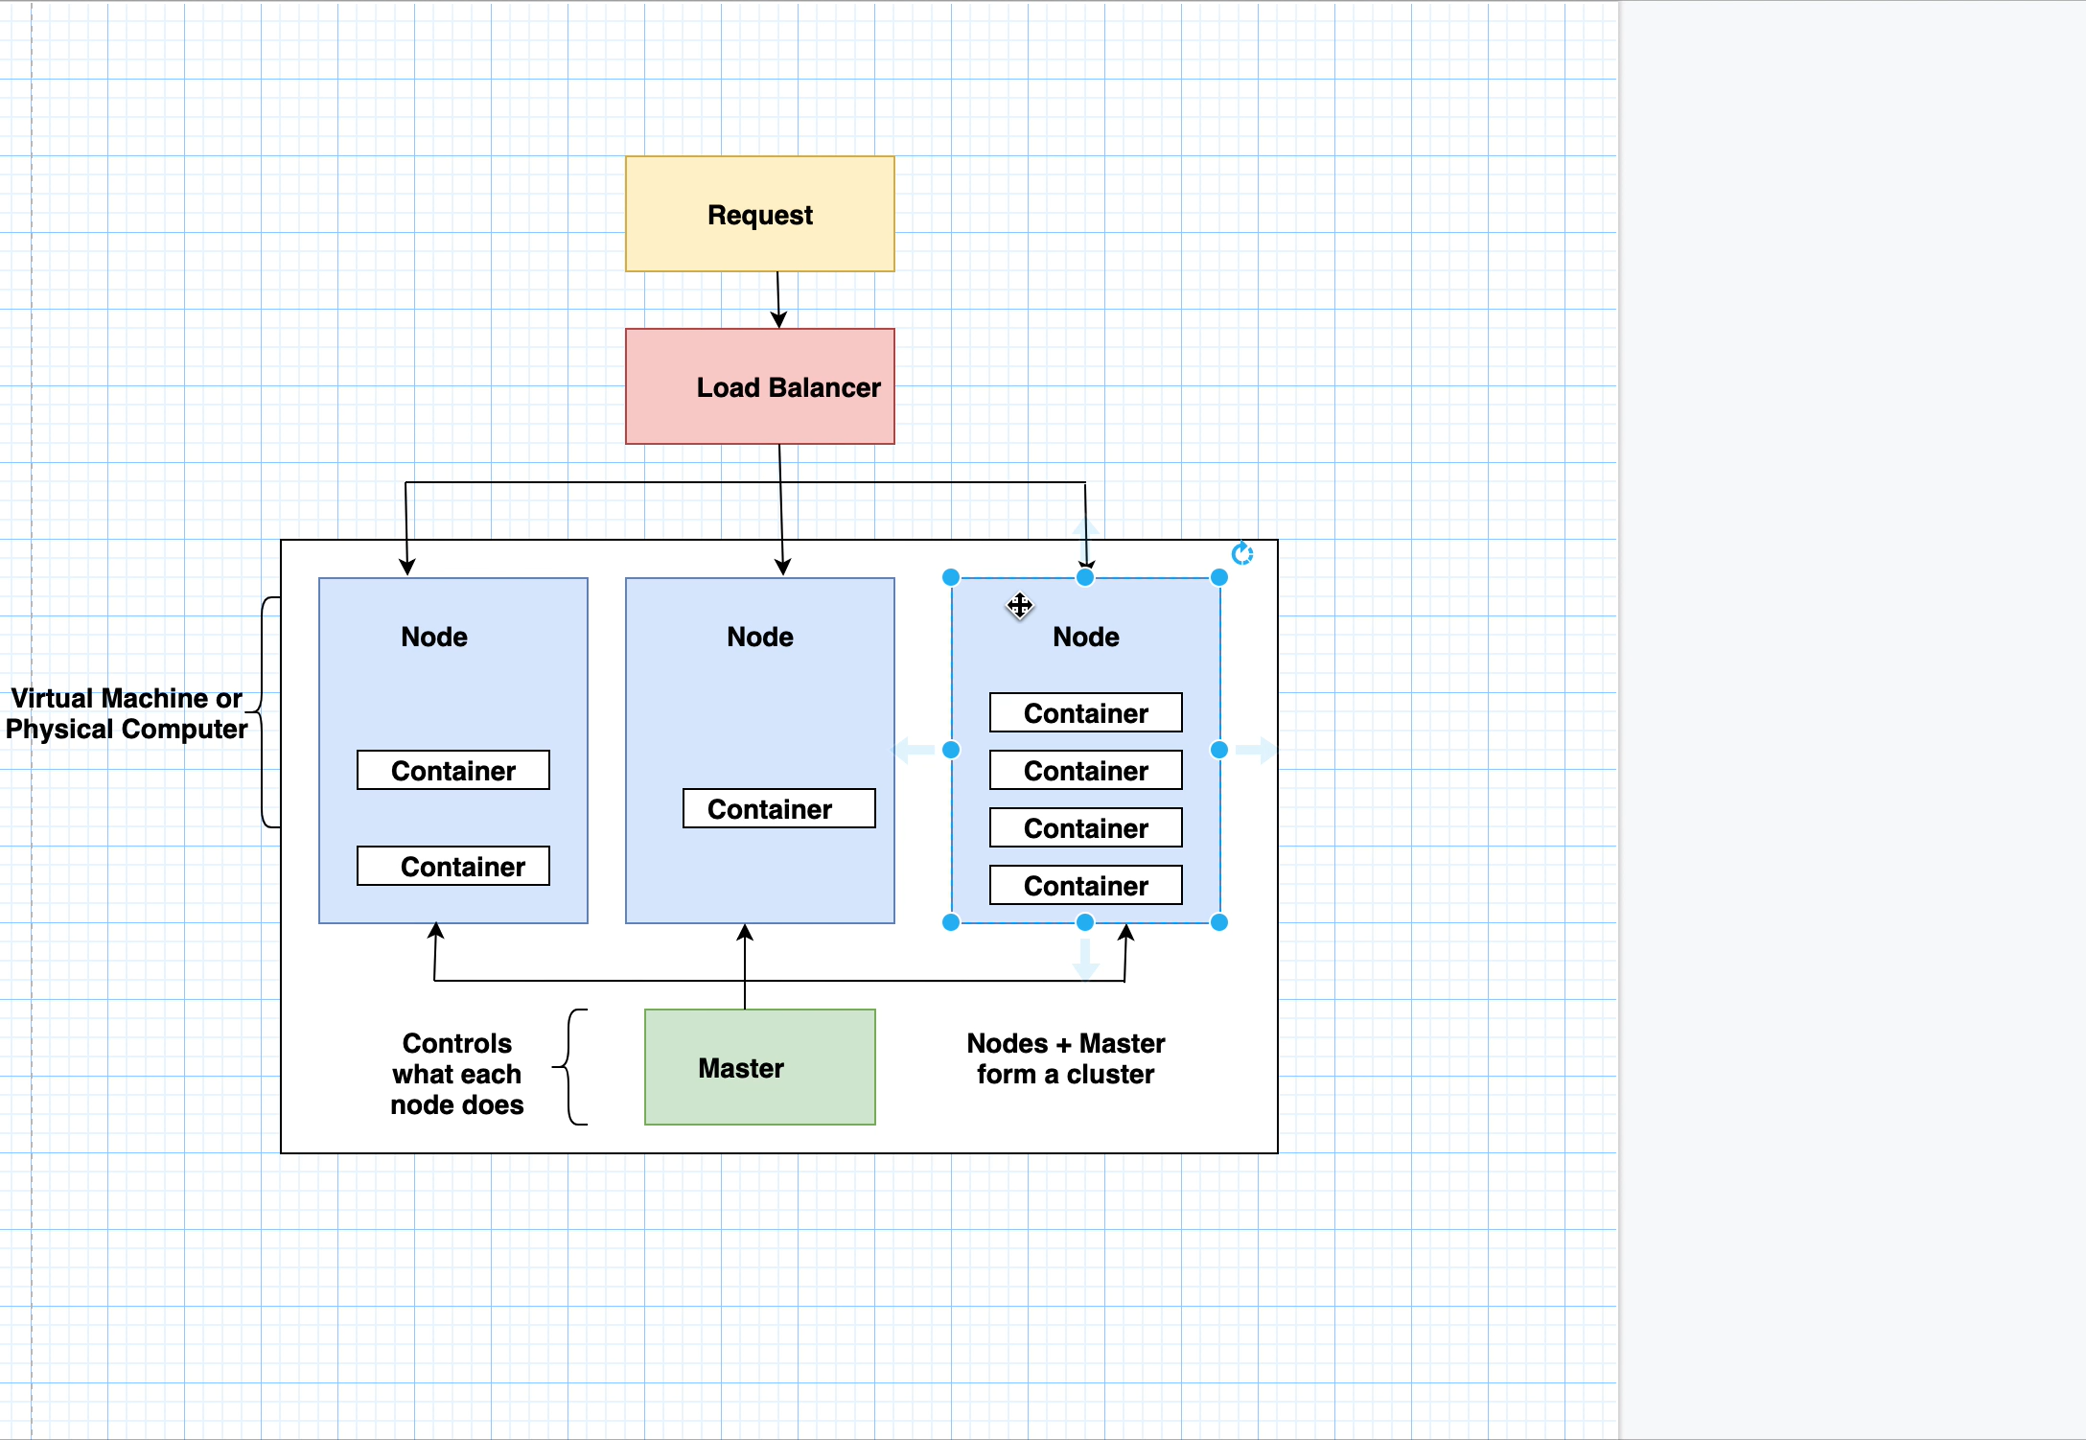 Request
Load Balancer
Node
Node
Node
Virtual Machine or
Physical Computer
Container
Container
Container
Container
Container
Container
Container
Controls
what each
node does
Master
Nodes + Master
form a cluster